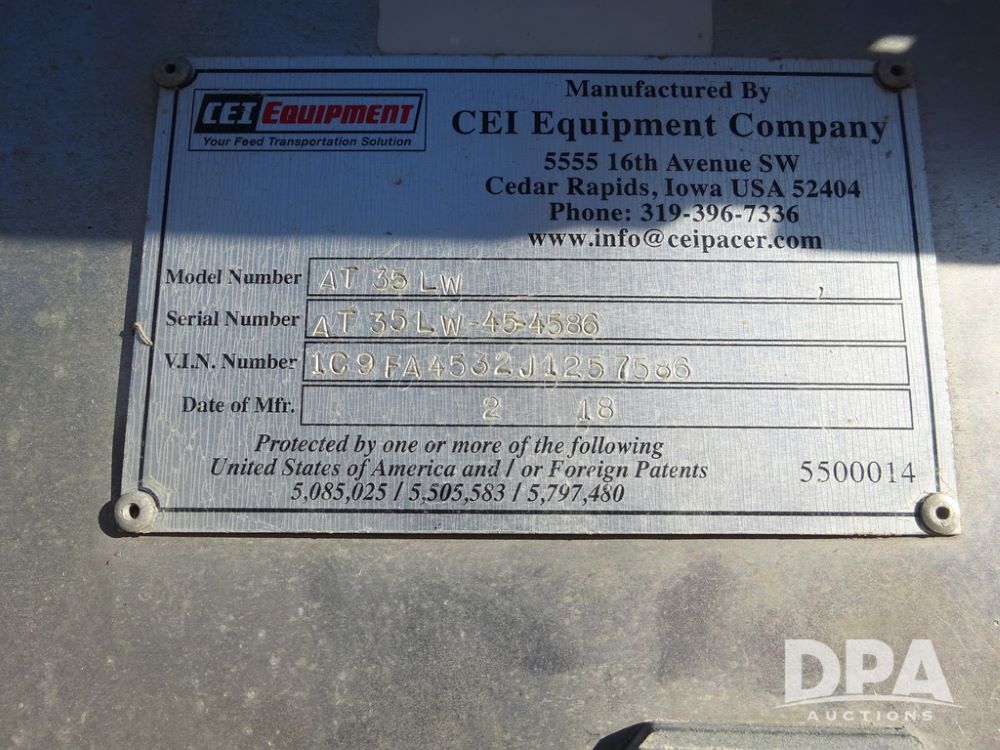 CEI EQUIPMENT
Your Feed Transportation Solution
Manufactured By
CEI Equipment Company
5555 16th Avenue SW
Cedar Rapids, Iowa USA 52404
Phone: 319-396-7336
www.info@ceipacer.com
Model Number AT 35 LW
Serial Number AT 35 LW-45-4586
V.I.N. Number 1C9FA4532J1257586
Date of Mfr. 2 18
Protected by one or more of the following
United States of America and / or Foreign Patents
5,085,025 / 5,505,583 / 5,797,480
5500014
DPA
AUCTIONS